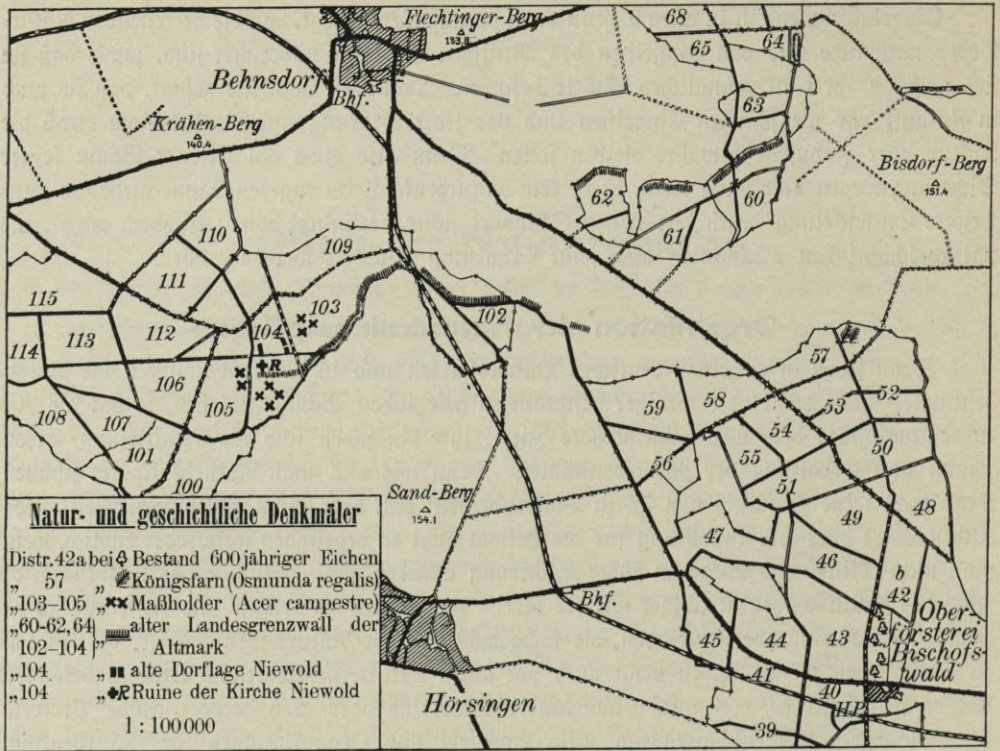 Flechtinger-Berg
133,8
68
65
64
Behnsdorf
Bhf.
63
Krähen-Berg
140,4
Bisdorf-Berg
151,1
62
60
61
110
109
111
115
103
102
113
112
104
R
57
114
106
52
59
58
53
108
107
105
54
50
101
56
55
100
51
Sand-Berg
154.1
49
48
47
46
b
42
Ober-
försterei
Bischofs-
wald
Bhf.
45
44
43
41
40
H.P.
39
Hörsingen
Natur- und geschichtliche Denkmäler
Distr. 42a bei Bestand 600 jähriger Eichen
„ 57 „ Königsfarn (Osmunda regalis)
„ 103-105 „ ×× Maßholder (Acer campestre)
„ 60-62,64 } „ alter Landesgrenzwall der
102-104 } Altmark
„ 104 „ alte Dorflage Niewold
„ 104 „ R Ruine der Kirche Niewold
1 : 100000